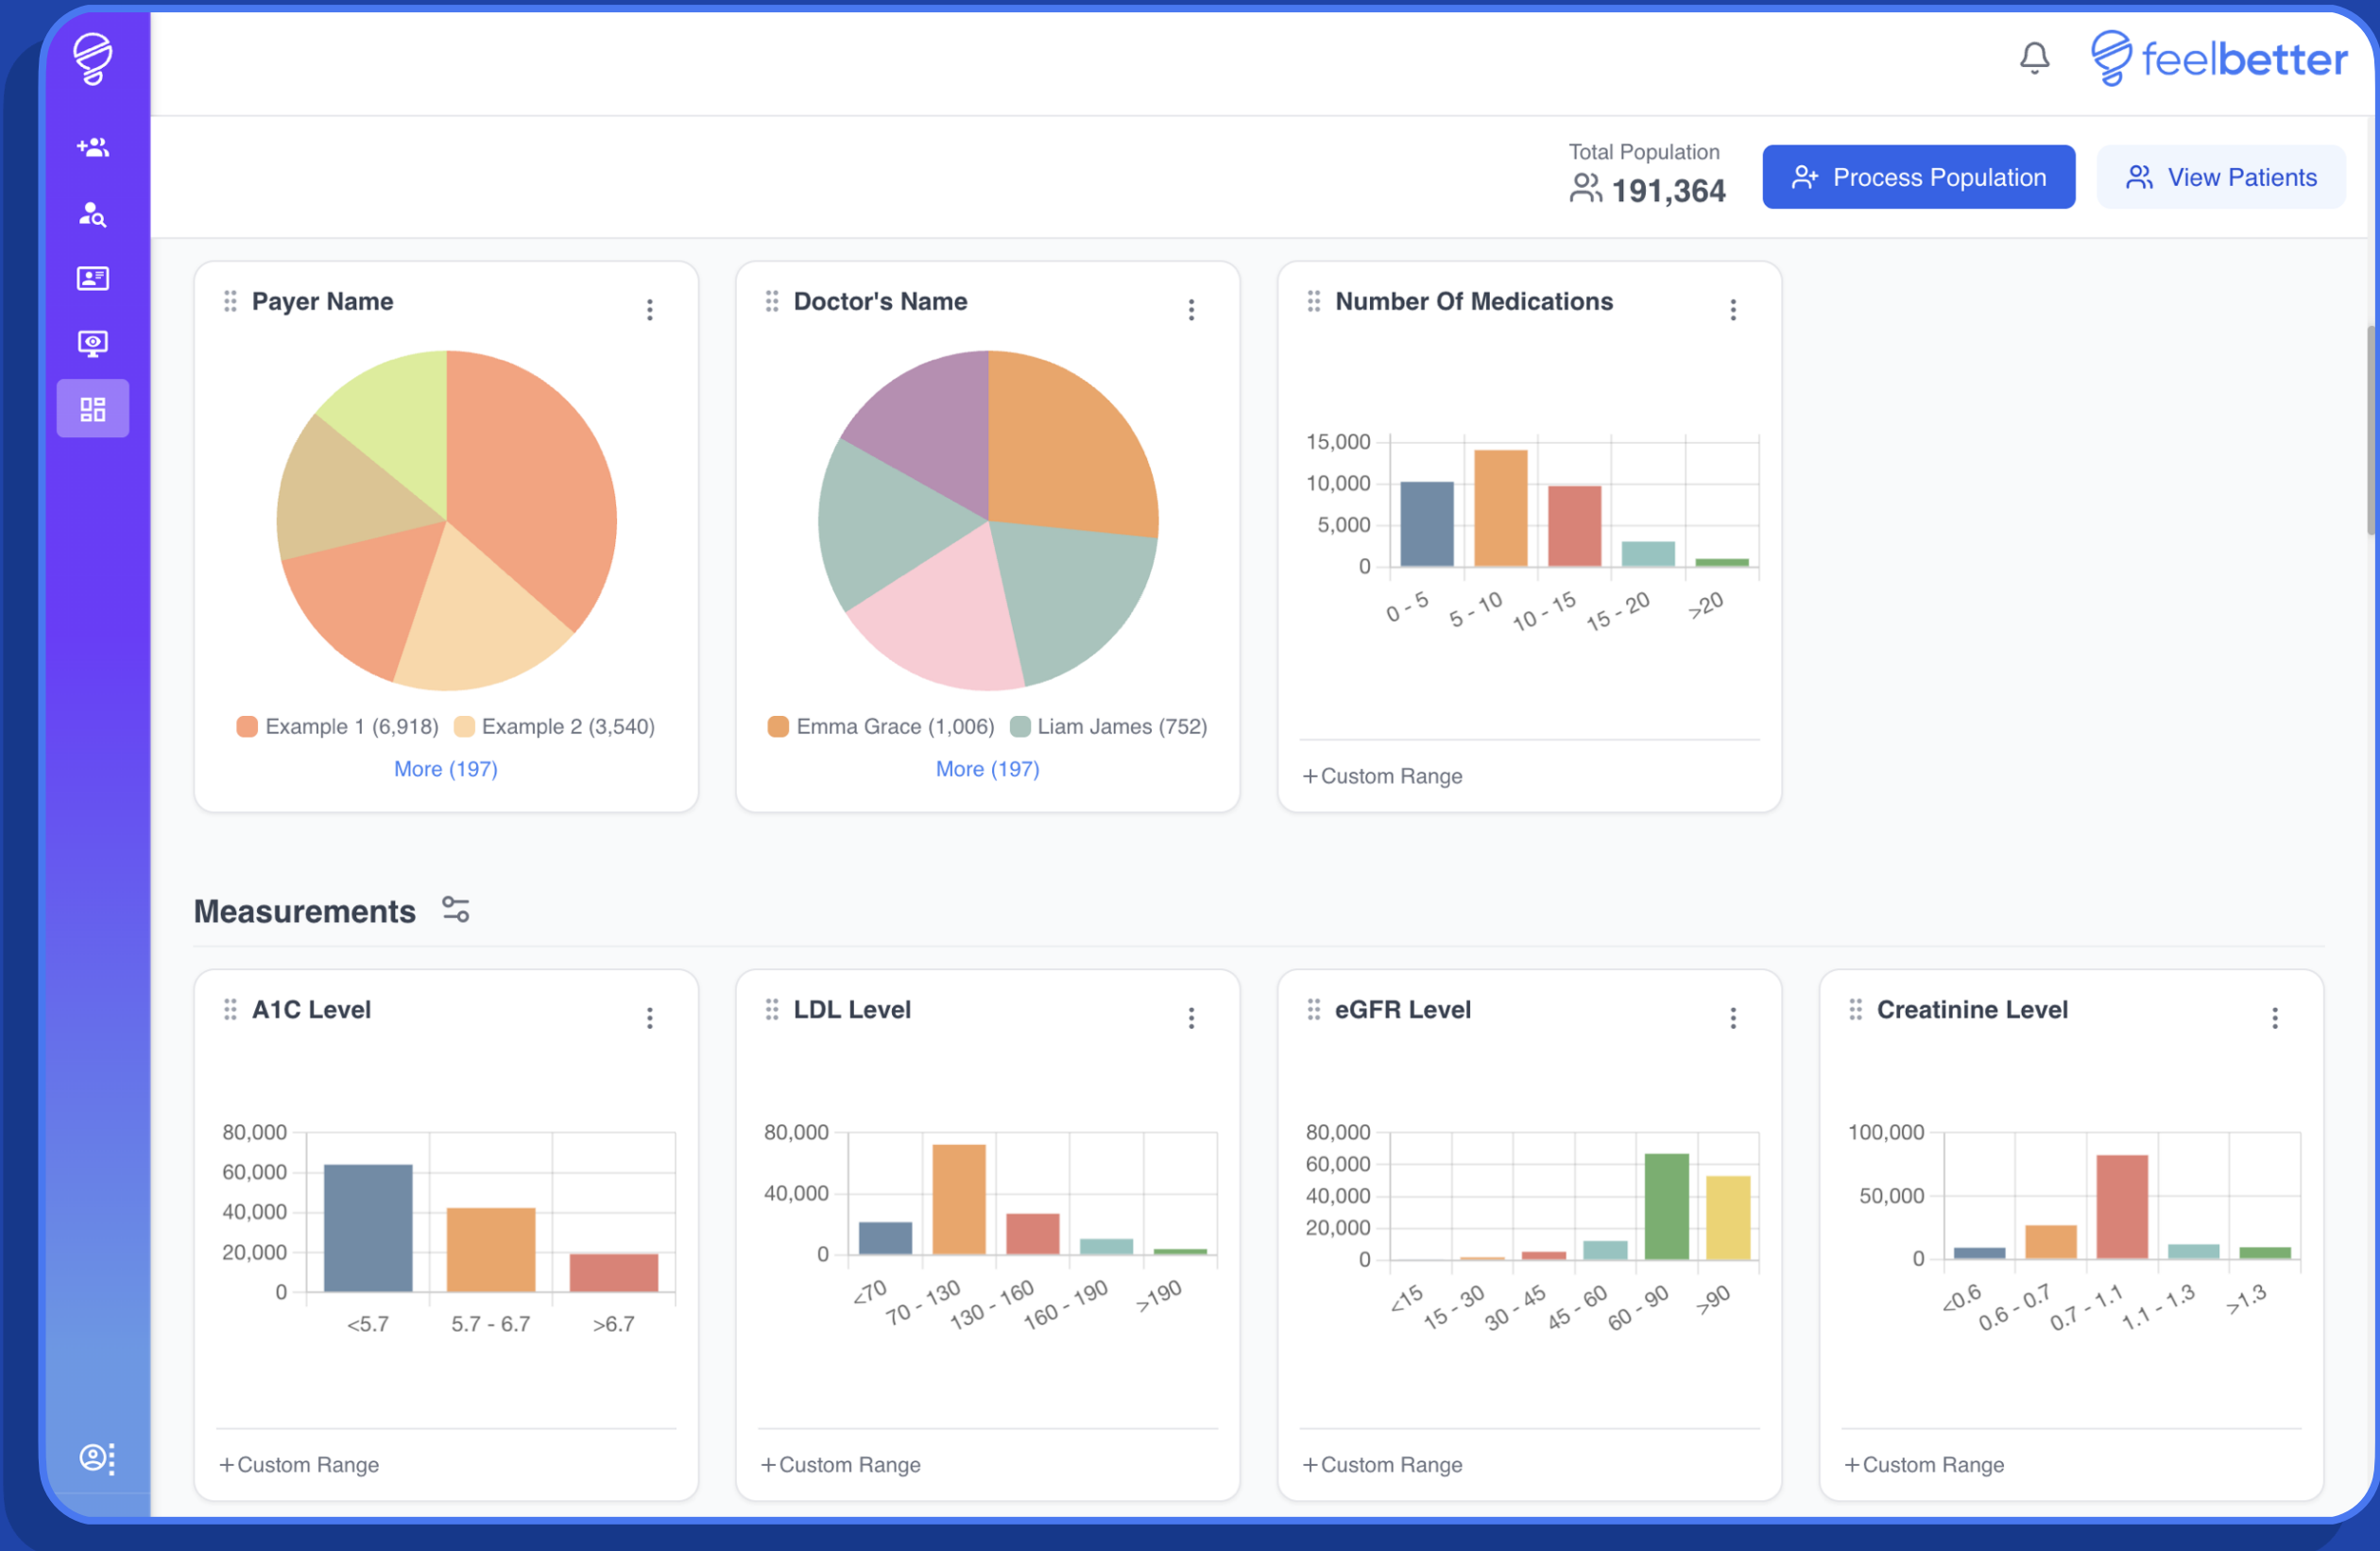 feelbetter
Total Population
191,364
Process Population
View Patients
Payer Name
Example 1 (6,918) Example 2 (3,540)
More (197)
Doctor's Name
Emma Grace (1,006) Liam James (752)
More (197)
Number Of Medications
15,000
10,000
5,000
0
0 - 5 5 - 10 10 - 15 15 - 20 >20
+Custom Range
Measurements
A1C Level
80,000
60,000
40,000
20,000
0
<5.7 5.7 - 6.7 >6.7
+Custom Range
LDL Level
80,000
40,000
0
<70 70 - 130 130 - 160 160 - 190 >190
+Custom Range
eGFR Level
80,000
60,000
40,000
20,000
0
<15 15 - 30 30 - 45 45 - 60 60 - 90 >90
+Custom Range
Creatinine Level
100,000
50,000
0
<0.6 0.6 - 0.7 0.7 - 1.1 1.1 - 1.3 >1.3
+Custom Range